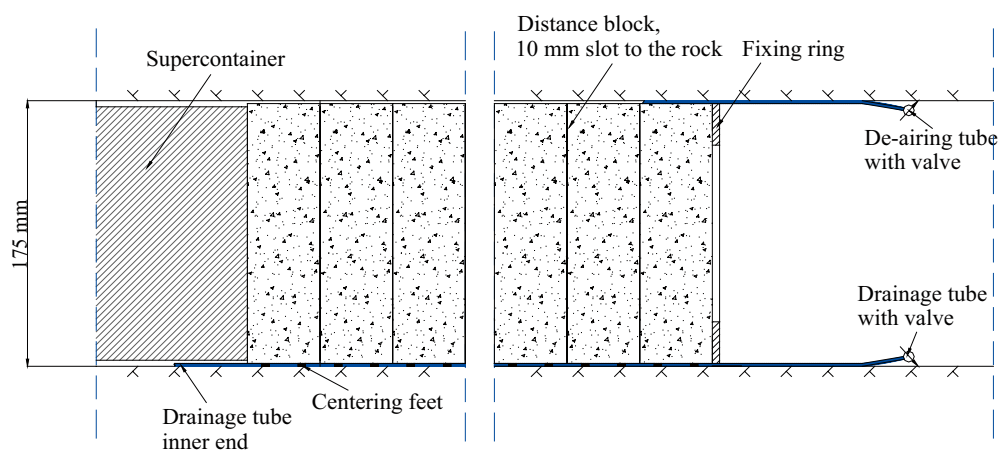 Distance block,
10 mm slot to the rock
Fixing ring
Supercontainer
De-airing tube
with valve
175 mm
Drainage tube
with valve
Centering feet
Drainage tube
inner end